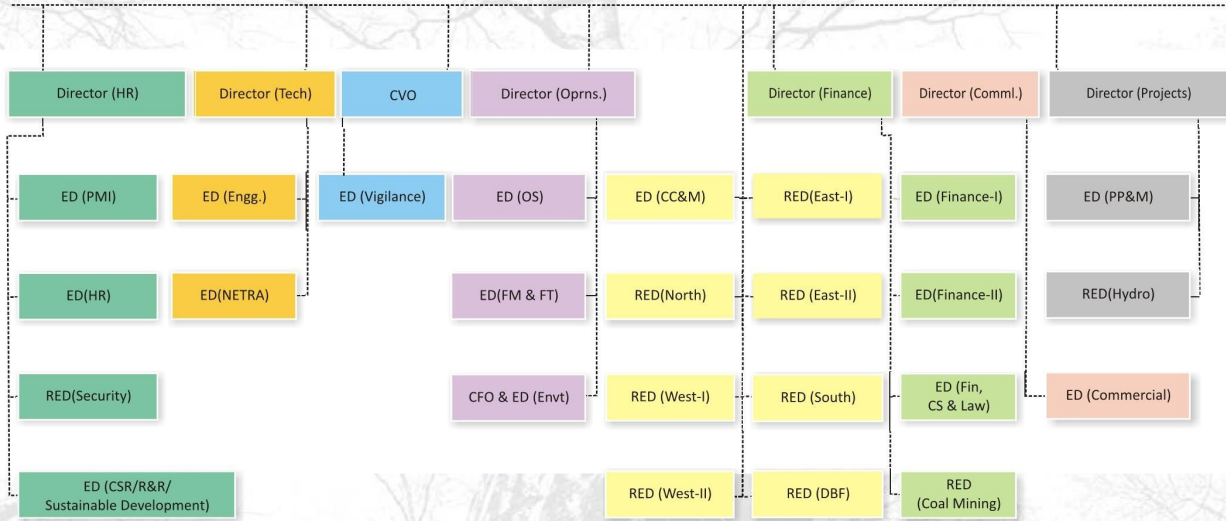 Director (HR)
Director (Tech)
CVO
Director (Oprns.)
Director (Finance)
Director (Comml.)
Director (Projects)
ED (PMI)
ED (Engg.)
ED (Vigilance)
ED (OS)
ED (CC&M)
RED(East-I)
ED (Finance-I)
ED (PP&M)
ED(HR)
ED(NETRA)
ED(FM & FT)
RED(North)
RED (East-II)
ED(Finance-II)
RED(Hydro)
RED(Security)
CFO & ED (Envt)
RED (West-I)
RED (South)
ED (Fin,
CS & Law)
ED (Commercial)
ED (CSR/R&R/
Sustainable Development)
RED (West-II)
RED (DBF)
RED
(Coal Mining)